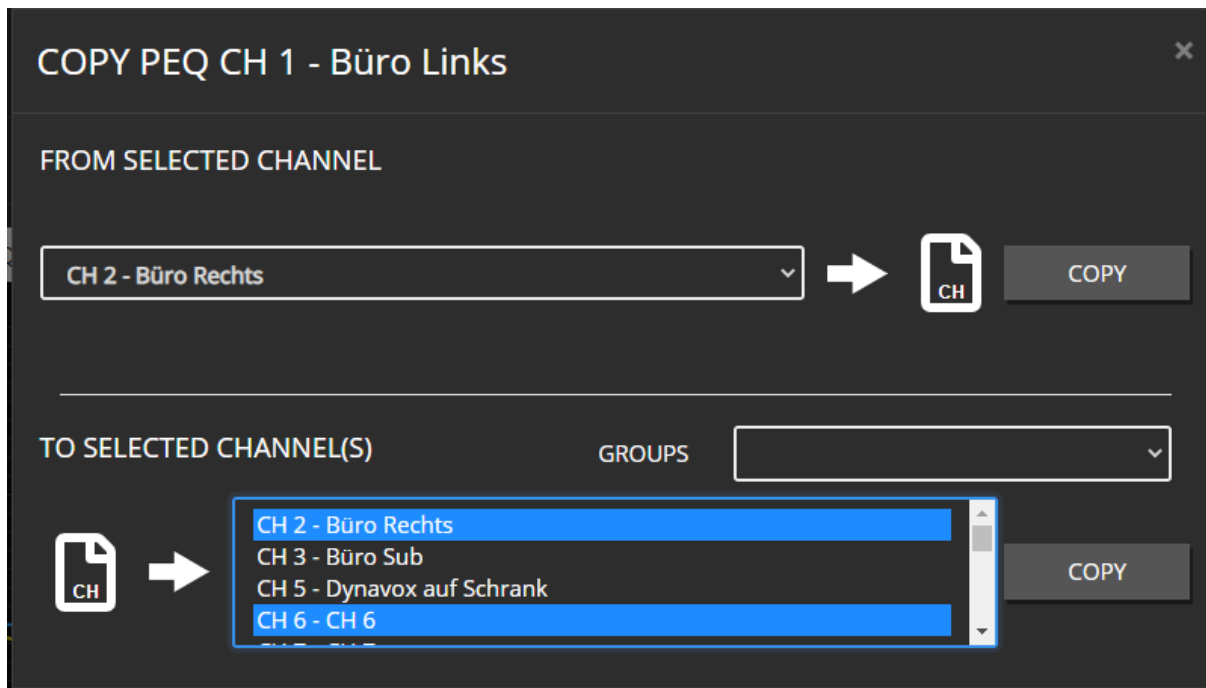 COPY PEQ CH 1 - Büro Links
×
FROM SELECTED CHANNEL
CH 2 - Büro Rechts
CH
COPY
TO SELECTED CHANNEL(S)
GROUPS
CH 2 - Büro Rechts
CH 3 - Büro Sub
CH 5 - Dynavox auf Schrank
CH 6 - CH 6
CH
COPY